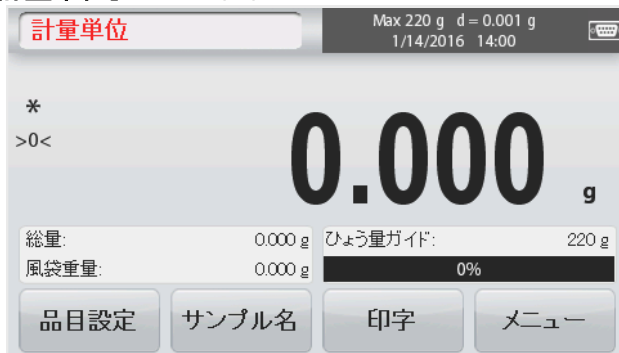 計量単位
Max 220 g d = 0.001 g
1/14/2016 14:00
*
>0<
0.000 g
総量: 0.000 g
ひょう量ガイド: 220 g
風袋重量: 0.000 g
0%
品目設定 サンプル名 印字 メニュー